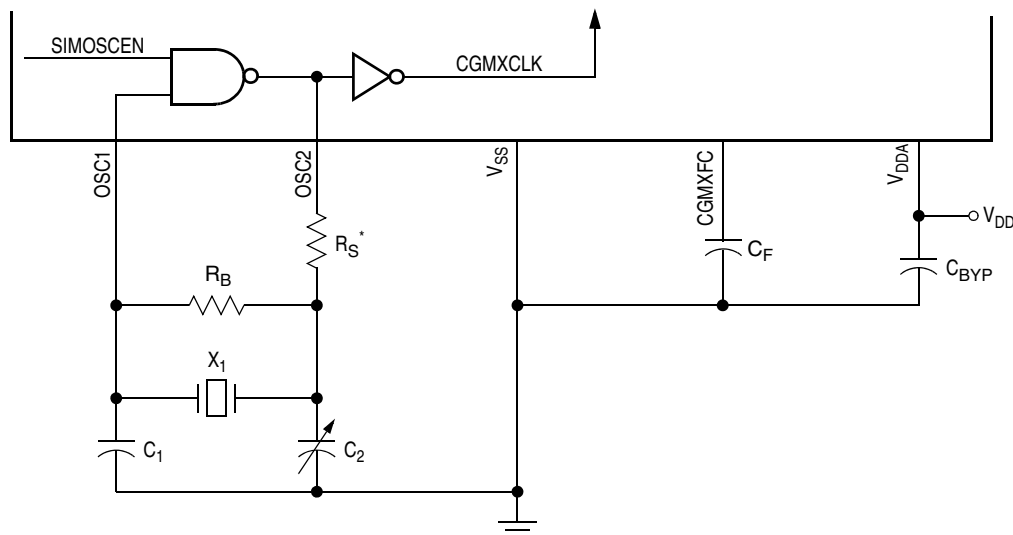 SIMOSCEN
CGMXCLK
OSC1
OSC2
VSS
CGMXFC
VDDA
VDD
RS*
CF
CBYP
RB
X1
C1
C2